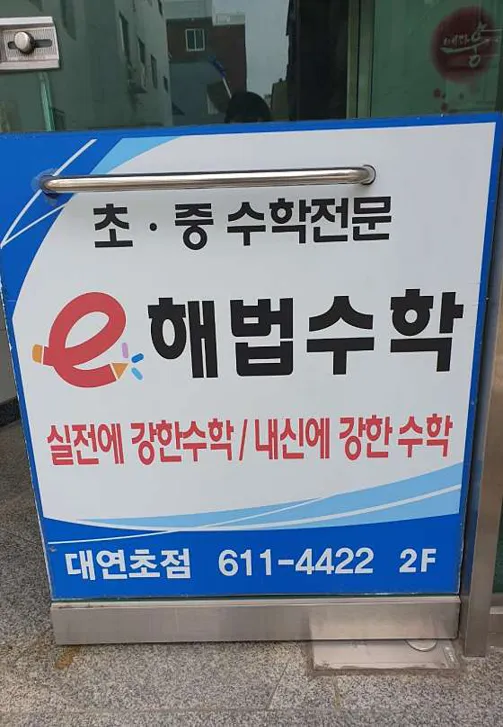 초·중 수학전문
e 해법수학
실전에 강한수학 / 내신에 강한 수학
대연초점 611-4422 2F